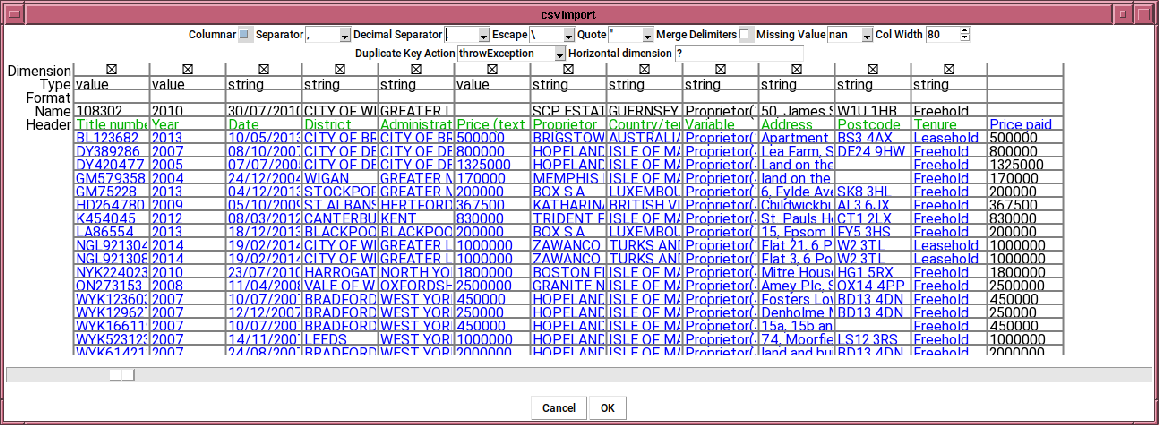 csvImport
Columnar Separator , Decimal Separator Escape \ Quote " Merge Delimiters Missing Value nan Col Width 80
Duplicate Key Action throwException Horizontal dimension ?
Dimension
Type value value string string string value string string string string string string
Format
Name 108302 2010 30/07/2010 CITY OF WI GREATER L SCP ESTAT GUERNSEY Proprietor( 50, James S W1U 1HB Freehold
Header Title numbe Year Date District Administrat Price (text Proprietor Country/ter Variable Address Postcode Tenure Price paid
BL123682 2013 10/05/2013 CITY OF BR CITY OF BR 500000 BRIGSTOW AUSTRALIA Proprietor( Apartment BS3 4AX Leasehold 500000
DY389286 2007 08/10/2007 CITY OF DE CITY OF DE 800000 HOPELAND ISLE OF MA Proprietor( Lea Farm, S DE24 9HW Freehold 800000
DY420477 2005 07/07/2005 CITY OF DE CITY OF DE 1325000 HOPELAND ISLE OF MA Proprietor( land on the Freehold 1325000
GM579358 2004 24/12/2004 WIGAN GREATER M 170000 MEMPHIS ISLE OF MA Proprietor( land on the Freehold 170000
GM75228 2013 04/12/2013 STOCKPOR GREATER M 200000 BOX S.A. LUXEMBOU Proprietor( 6, Fylde Ave SK8 3HL Freehold 200000
HD264780 2009 05/10/2009 ST ALBANS HERTFORD 367500 KATHARINA BRITISH VI Proprietor( Childwickbu AL3 6JX Freehold 367500
K454045 2012 08/03/2012 CANTERBU KENT 830000 TRIDENT F ISLE OF MA Proprietor( St. Pauls Ho CT1 2LX Freehold 830000
LA86554 2013 18/12/2013 BLACKPOO BLACKPOO 200000 BOX S.A. LUXEMBOU Proprietor( 15, Epsom FY5 3HS Freehold 200000
NGL921304 2014 19/02/2014 CITY OF WI GREATER L 1000000 ZAWANCO TURKS AND Proprietor( Flat 21, 6 P W2 3TL Leasehold 1000000
NGL921308 2014 19/02/2014 CITY OF WI GREATER L 1000000 ZAWANCO TURKS AND Proprietor( Flat 3, 6 Po W2 3TL Leasehold 1000000
NYK224023 2010 23/07/2010 HARROGAT NORTH YO 1800000 BOSTON FI ISLE OF MA Proprietor( Mitre House HG1 5RX Freehold 1800000
ON273153 2008 11/04/2008 VALE OF W OXFORDSH 2500000 GRANITE N ISLE OF MA Proprietor( Amey Plc, S OX14 4PP Freehold 2500000
WYK123602 2007 10/07/2007 BRADFORD WEST YOR 450000 HOPELAND ISLE OF MA Proprietor( Fosters Lov BD13 4DN Freehold 450000
WYK12962 2007 12/12/2007 BRADFORD WEST YOR 250000 HOPELAND ISLE OF MA Proprietor( Denholme M BD13 4DN Freehold 250000
WYK16611 2007 10/07/2007 BRADFORD WEST YOR 450000 HOPELAND ISLE OF MA Proprietor( 15a, 15b an Freehold 450000
WYK523123 2007 14/11/2007 LEEDS WEST YOR 1000000 HOPELAND ISLE OF MA Proprietor( 74, Moorfie LS12 3RS Freehold 1000000
WYK61421 2007 24/08/2007 BRADFORD WEST YOR 2000000 HOPELAND ISLE OF MA Proprietor( land and bu BD13 4DN Freehold 2000000
Cancel OK